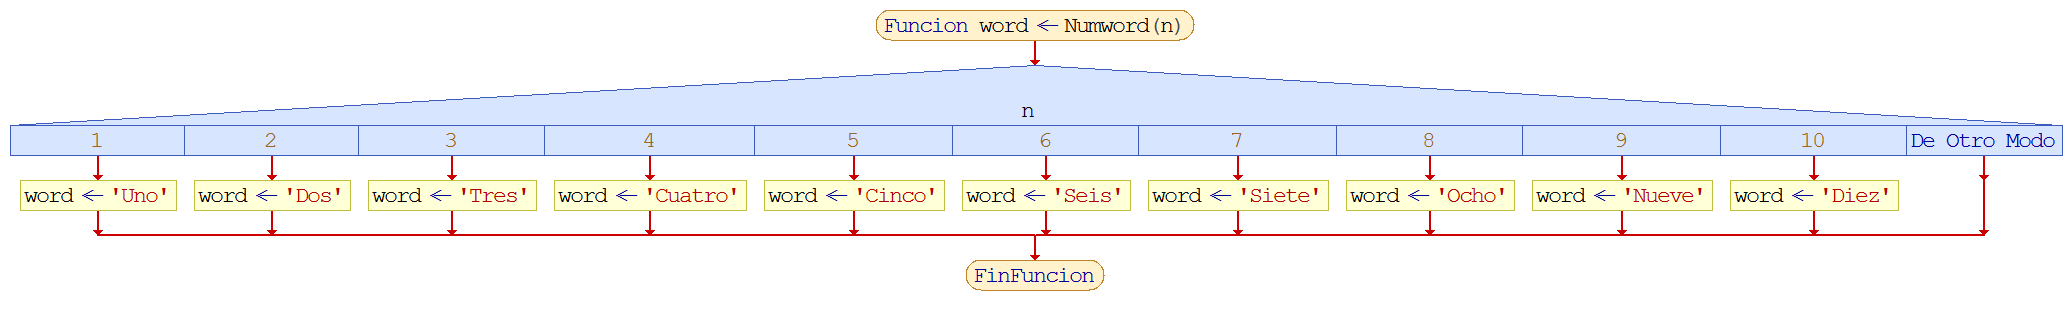 Funcion word ← Numword(n)
n
1 2 3 4 5 6 7 8 9 10 De Otro Modo
word ← 'Uno' word ← 'Dos' word ← 'Tres' word ← 'Cuatro' word ← 'Cinco' word ← 'Seis' word ← 'Siete' word ← 'Ocho' word ← 'Nueve' word ← 'Diez'
FinFuncion